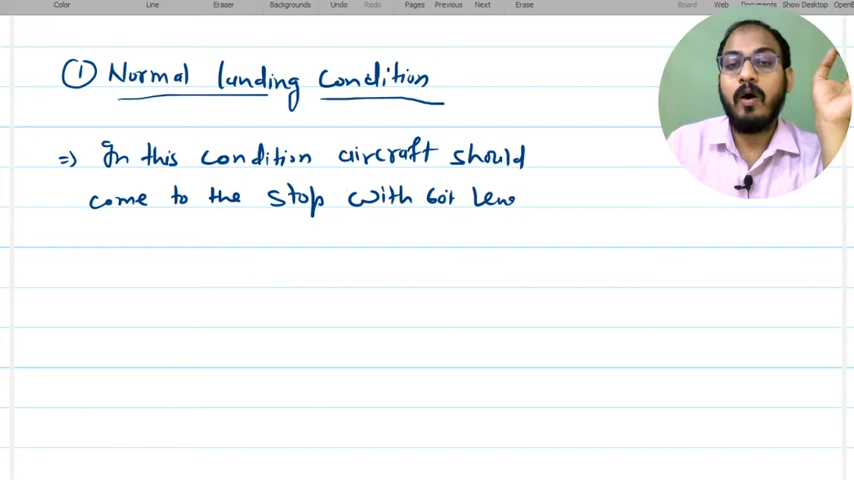 Color Line Eraser Backgrounds Undo Redo Pages Previous Next Erase Board Web Documents Show Desktop
① Normal landing Condition
=> In this condition aircraft should
come to the stop with 60%